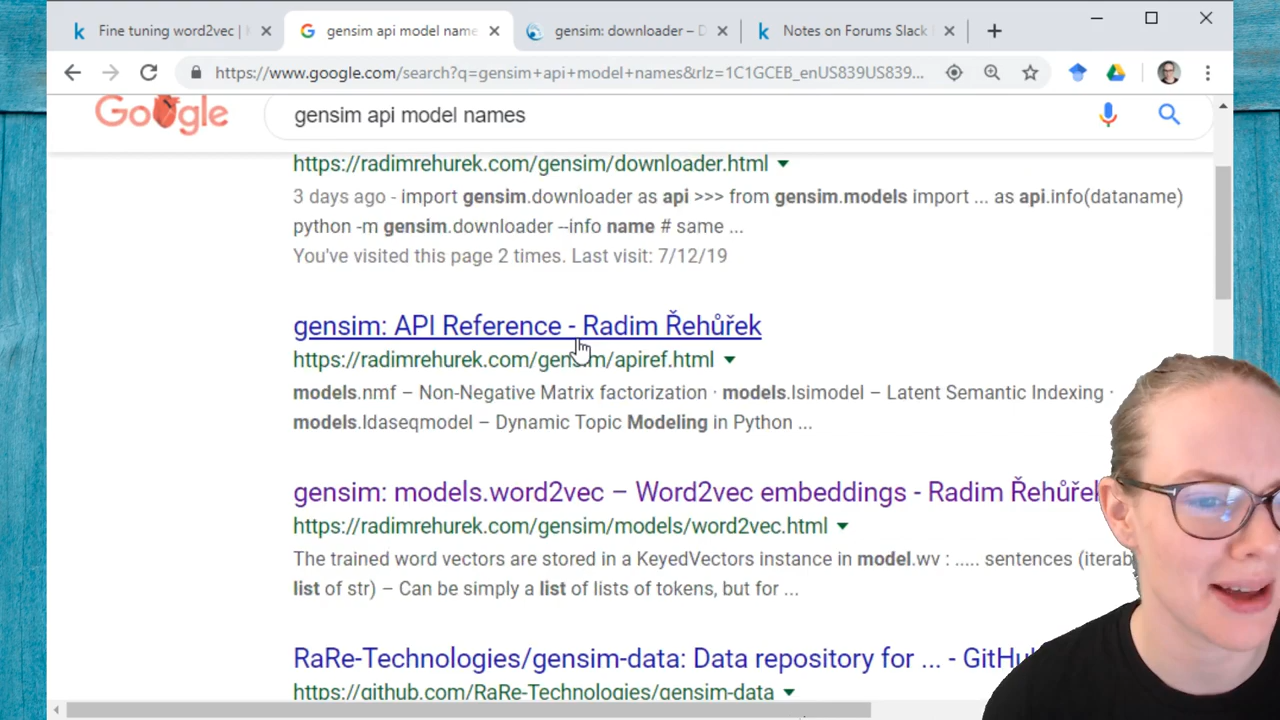 Fine tuning word2vec |
gensim api model name
gensim: downloader –
Notes on Forums Slack
https://www.google.com/search?q=gensim+api+model+names&rlz=1C1GCEB_enUS839US839...
Google
gensim api model names
https://radimrehurek.com/gensim/downloader.html
3 days ago - import gensim.downloader as api >>> from gensim.models import ... as api.info(dataname)
python -m gensim.downloader --info name # same ...
You've visited this page 2 times. Last visit: 7/12/19
gensim: API Reference - Radim Řehůřek
https://radimrehurek.com/gensim/apiref.html
models.nmf – Non-Negative Matrix factorization · models.lsimodel – Latent Semantic Indexing ·
models.ldaseqmodel – Dynamic Topic Modeling in Python ...
gensim: models.word2vec – Word2vec embeddings - Radim Řehůřek
https://radimrehurek.com/gensim/models/word2vec.html
The trained word vectors are stored in a KeyedVectors instance in model.wv : ..... sentences (iterab
list of str) – Can be simply a list of lists of tokens, but for ...
RaRe-Technologies/gensim-data: Data repository for ... - GitHu
https://github.com/RaRe-Technologies/gensim-data